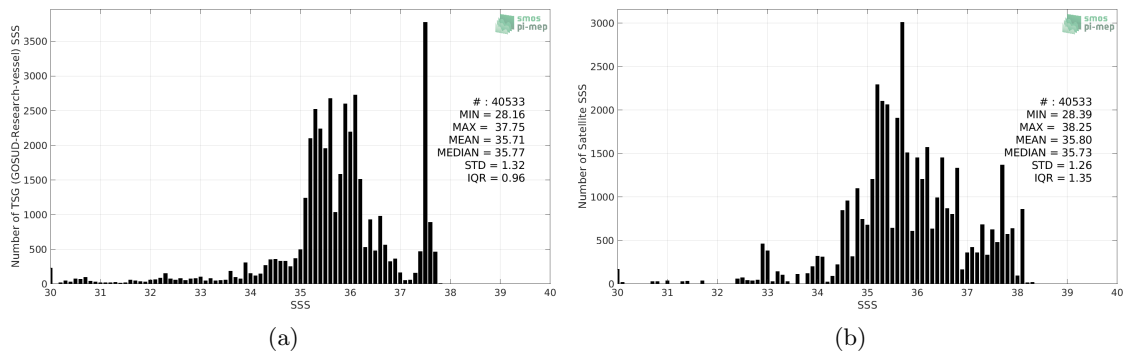 smos
pi-mep
Number of TSG (GOSUD-Research-vessel) SSS
3500
3000
2500
2000
1500
1000
500
0
# : 40533
MIN = 28.16
MAX = 37.75
MEAN = 35.71
MEDIAN = 35.77
STD = 1.32
IQR = 0.96
30 31 32 33 34 35 36 37 38 39 40
SSS
(a)
smos
pi-mep
Number of Satellite SSS
3000
2500
2000
1500
1000
500
0
# : 40533
MIN = 28.39
MAX = 38.25
MEAN = 35.80
MEDIAN = 35.73
STD = 1.26
IQR = 1.35
30 31 32 33 34 35 36 37 38 39 40
SSS
(b)